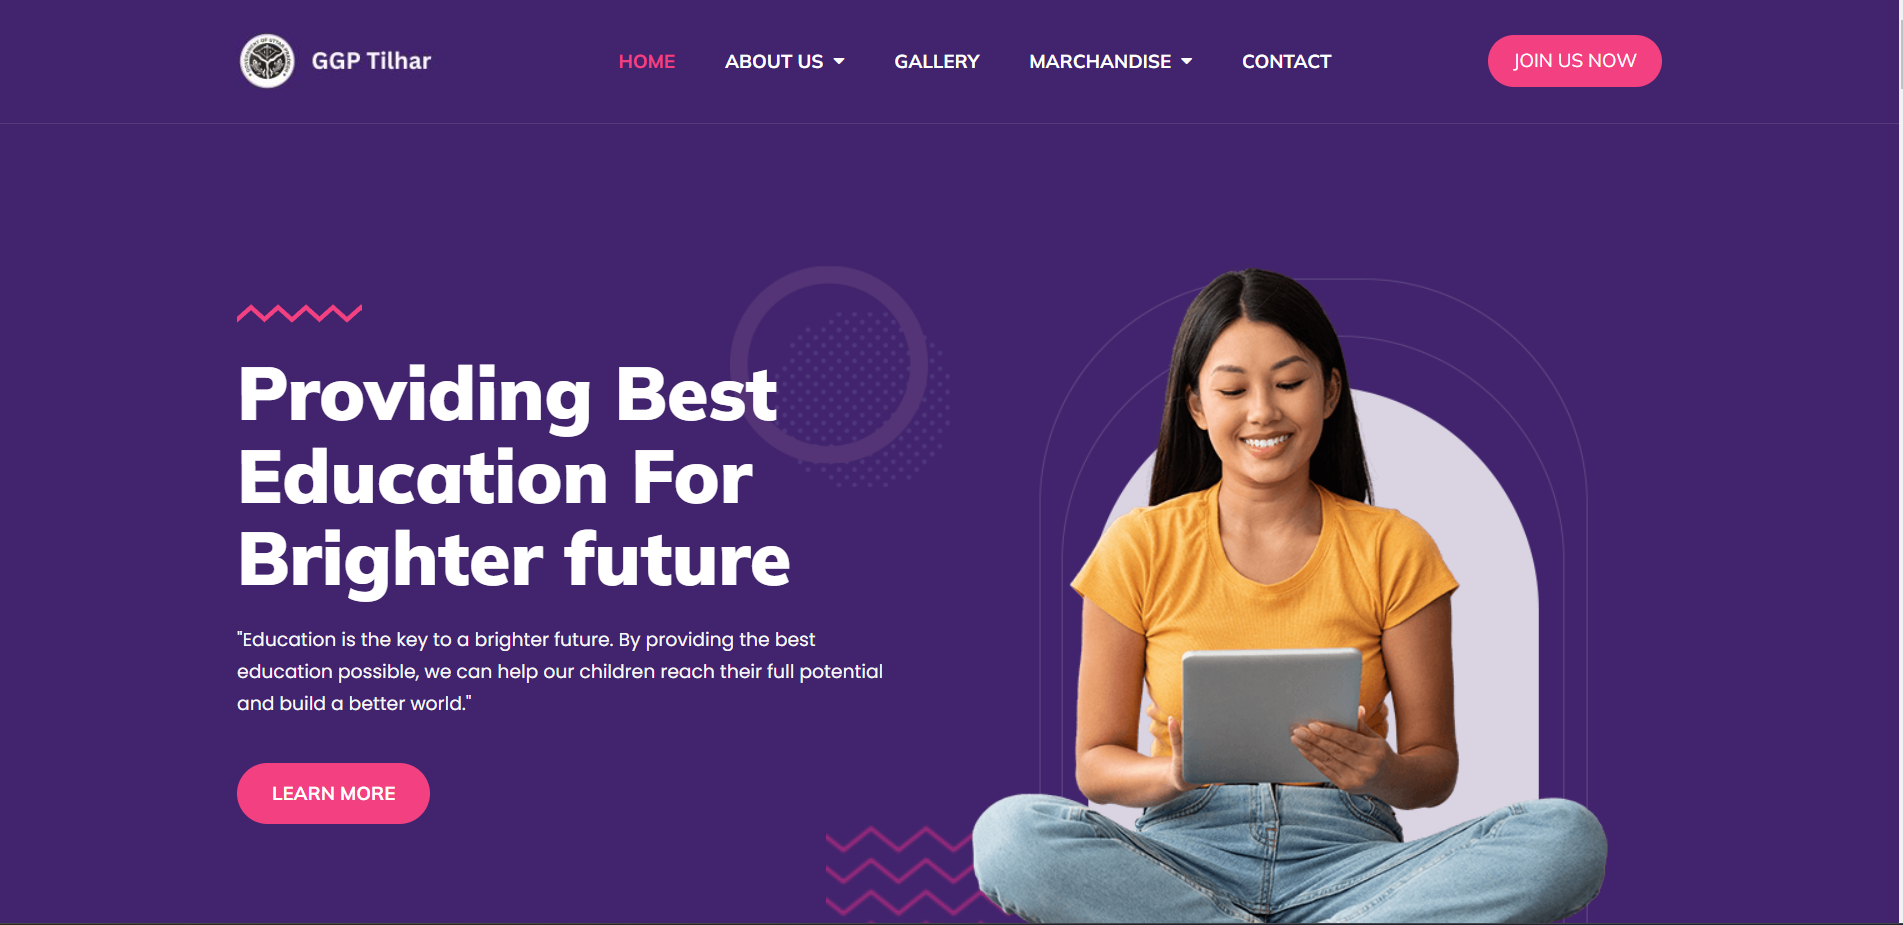 GGP Tilhar
HOME
ABOUT US
GALLERY
MARCHANDISE
CONTACT
JOIN US NOW
Providing Best
Education For
Brighter future
"Education is the key to a brighter future. By providing the best
education possible, we can help our children reach their full potential
and build a better world."
LEARN MORE